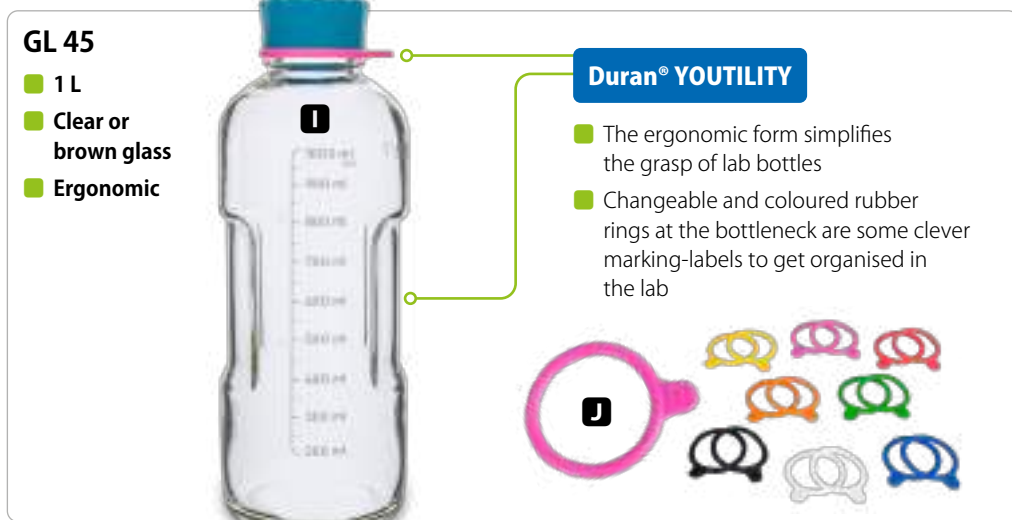 GL 45
1 L
Clear or
brown glass
Ergonomic
I
Duran® YOUTILITY
The ergonomic form simplifies
the grasp of lab bottles
Changeable and coloured rubber
rings at the bottleneck are some clever
marking-labels to get organised in
the lab
J